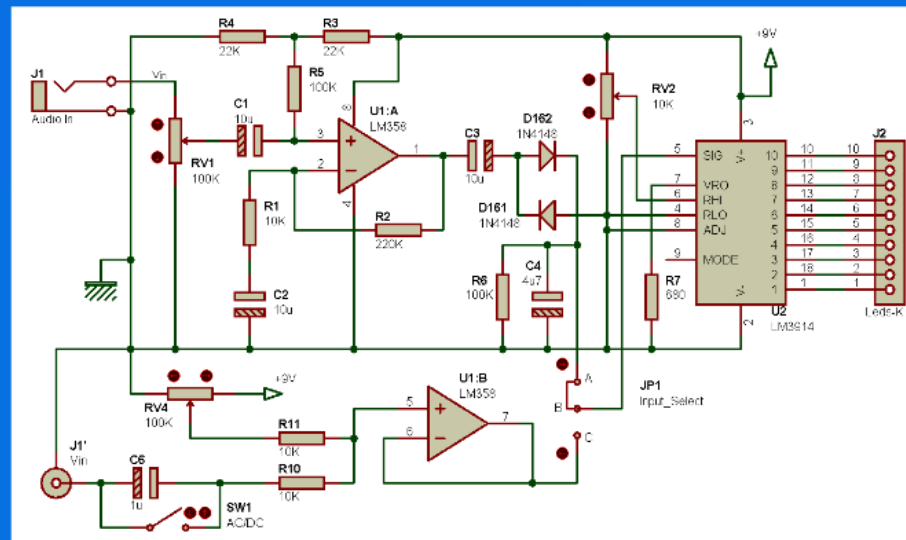 R4
22K
R3
22K
+9V
J1
Audio In
Vin
RV1
100K
C1
10u
R5
100K
U1:A
LM358
8
3
2
1
4
R1
10K
R2
220K
C2
10u
C3
10u
D162
1N4148
D161
1N4148
RV2
10K
R6
100K
C4
4u7
R7
680
5 SIG
7 VRO
6 RHI
4 RLO
8 ADJ
9 MODE
V+
3
V-
2
10 10 10
9 11 9
8 12 8
7 13 7
6 14 6
5 15 5
4 16 4
3 17 3
2 18 2
1 1 1
U2
LM3914
J2
Leds-K
RV4
100K
+9V
R11
10K
R10
10K
J1'
Vin
C6
1u
SW1
AC/DC
U1:B
LM358
5
6
7
A
B
C
JP1
Input_Select